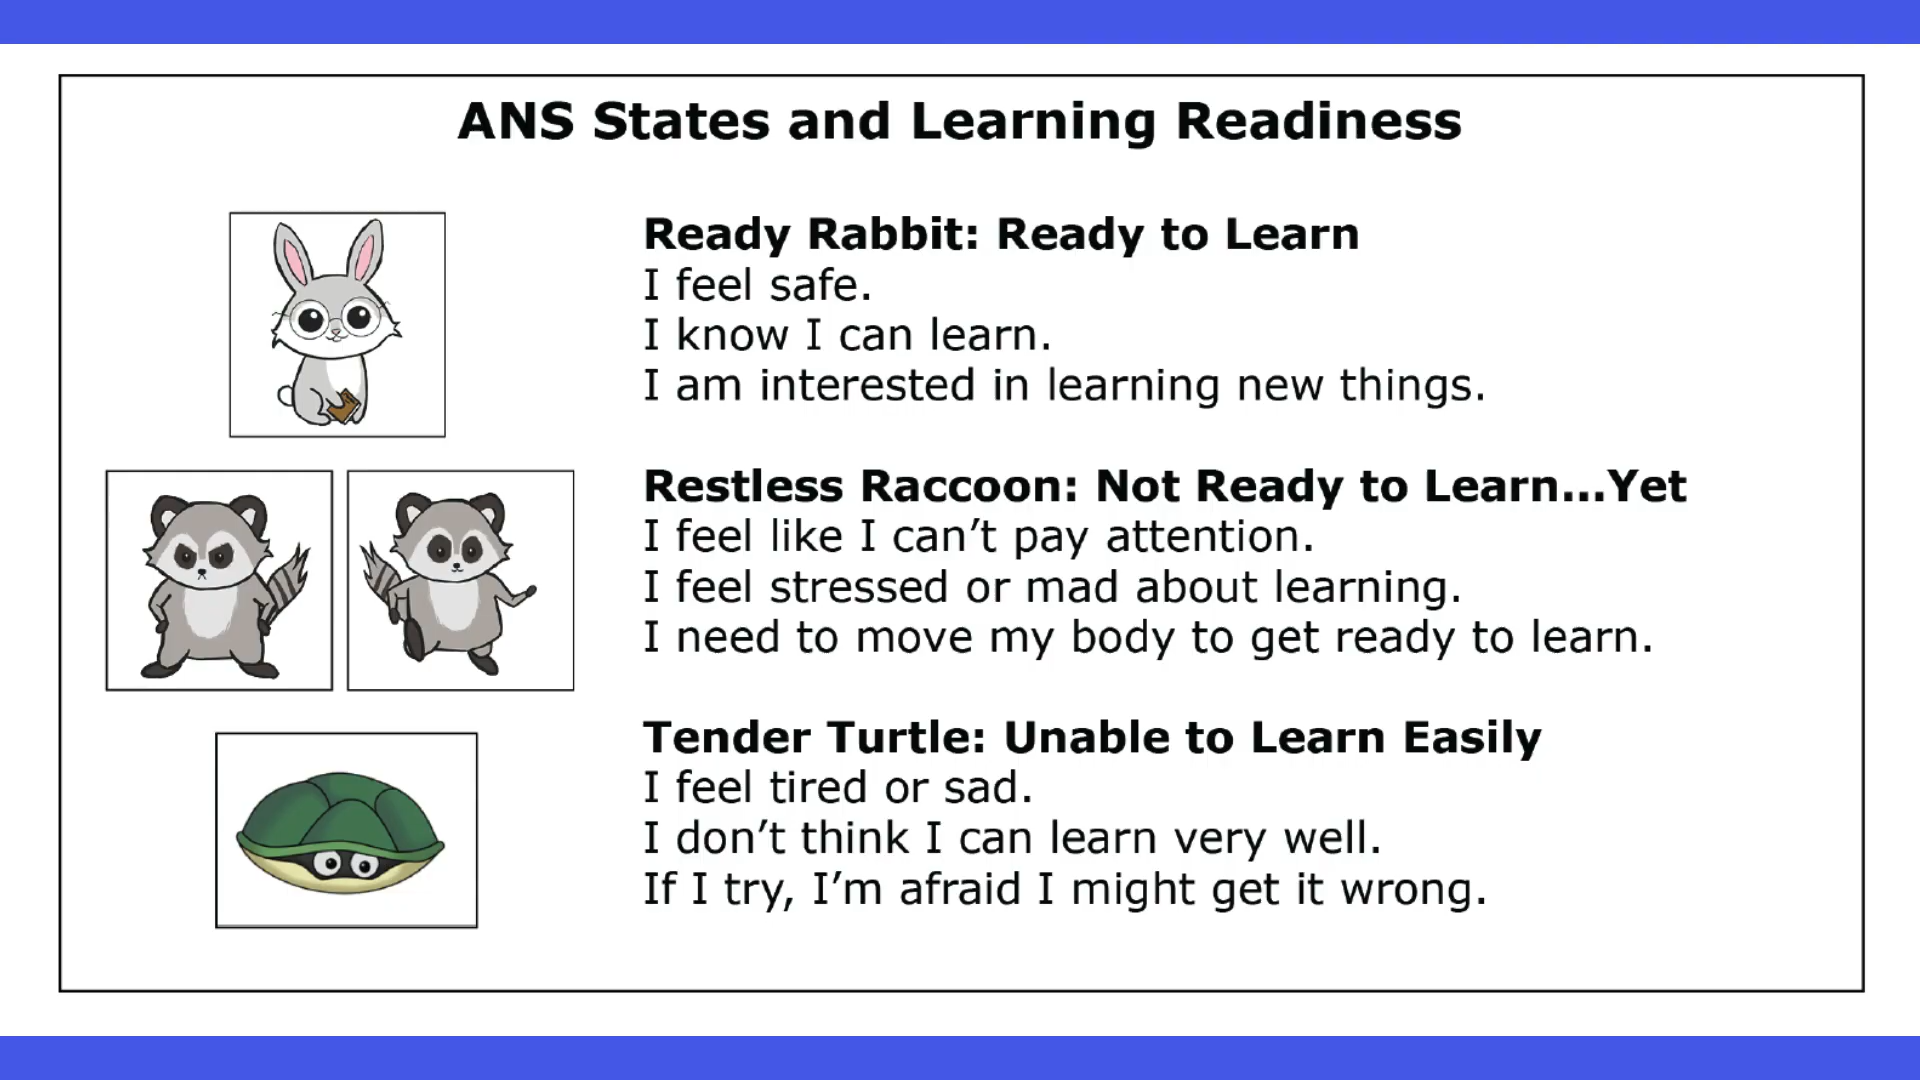 ANS States and Learning Readiness
Ready Rabbit: Ready to Learn
I feel safe.
I know I can learn.
I am interested in learning new things.
Restless Raccoon: Not Ready to Learn...Yet
I feel like I can’t pay attention.
I feel stressed or mad about learning.
I need to move my body to get ready to learn.
Tender Turtle: Unable to Learn Easily
I feel tired or sad.
I don’t think I can learn very well.
If I try, I’m afraid I might get it wrong.